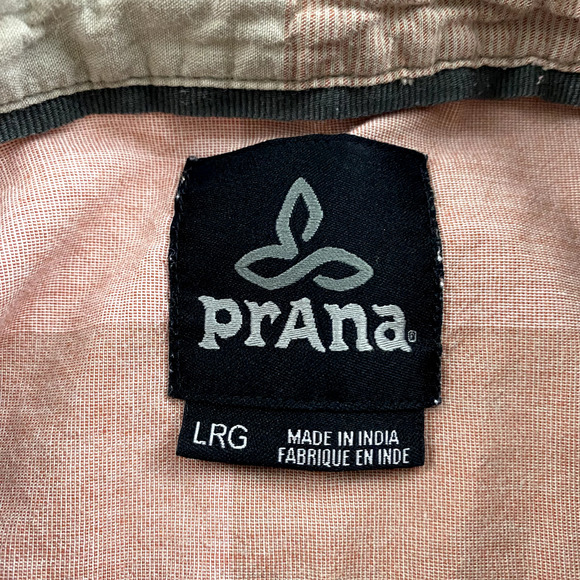 prAna®
LRG
MADE IN INDIA
FABRIQUE EN INDE